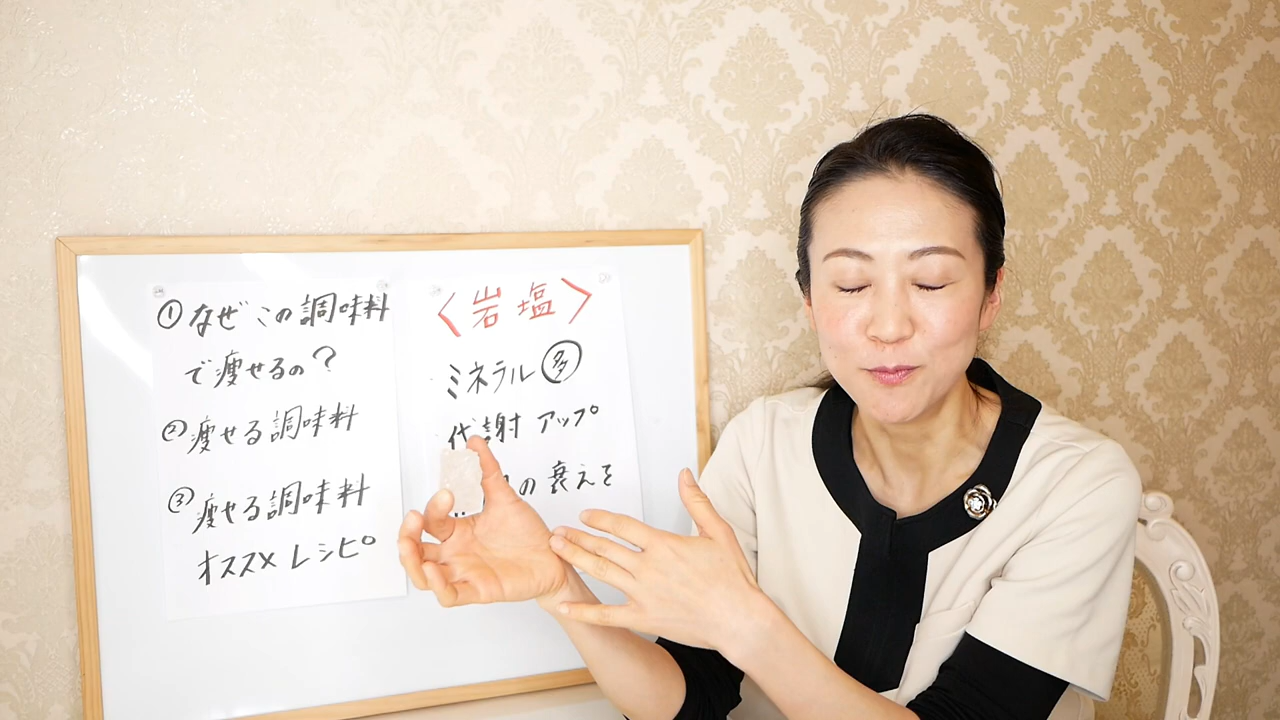 ①なぜこの調味料
で痩せるの?
②痩せる調味料
③痩せる調味料
オススメレシピ
〈岩塩〉
ミネラル多
代謝アップ
の衰えを